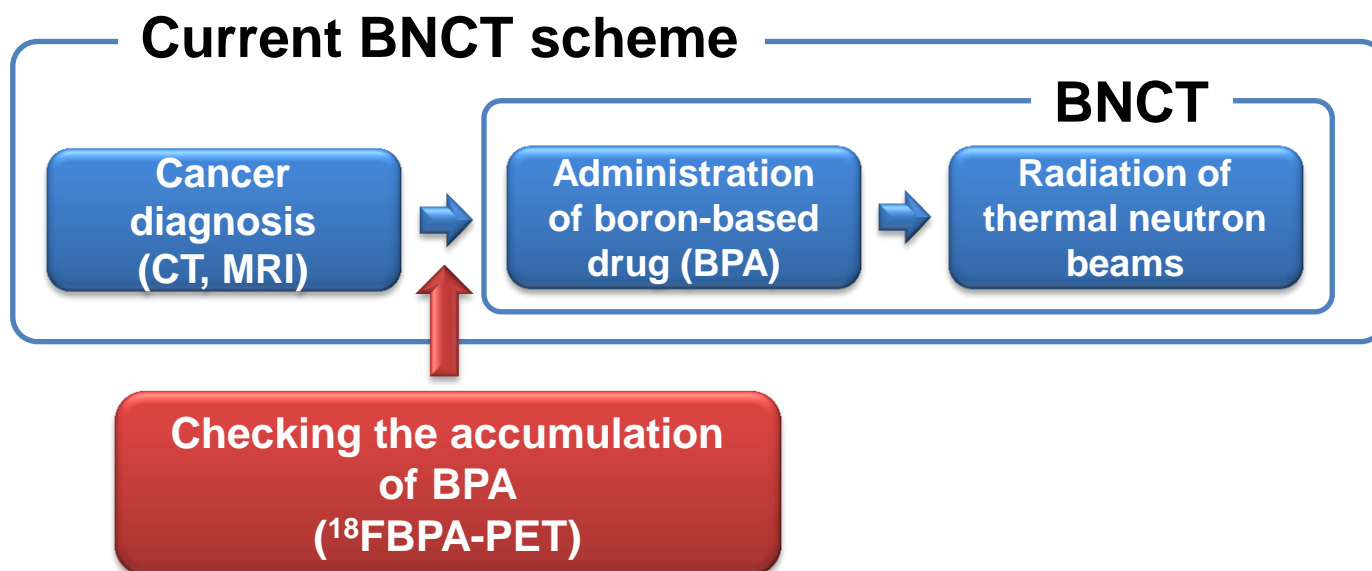 Current BNCT scheme
BNCT
Cancer
diagnosis
(CT, MRI)
Administration
of boron-based
drug (BPA)
Radiation of
thermal neutron
beams
Checking the accumulation
of BPA
(¹⁸FBPA-PET)